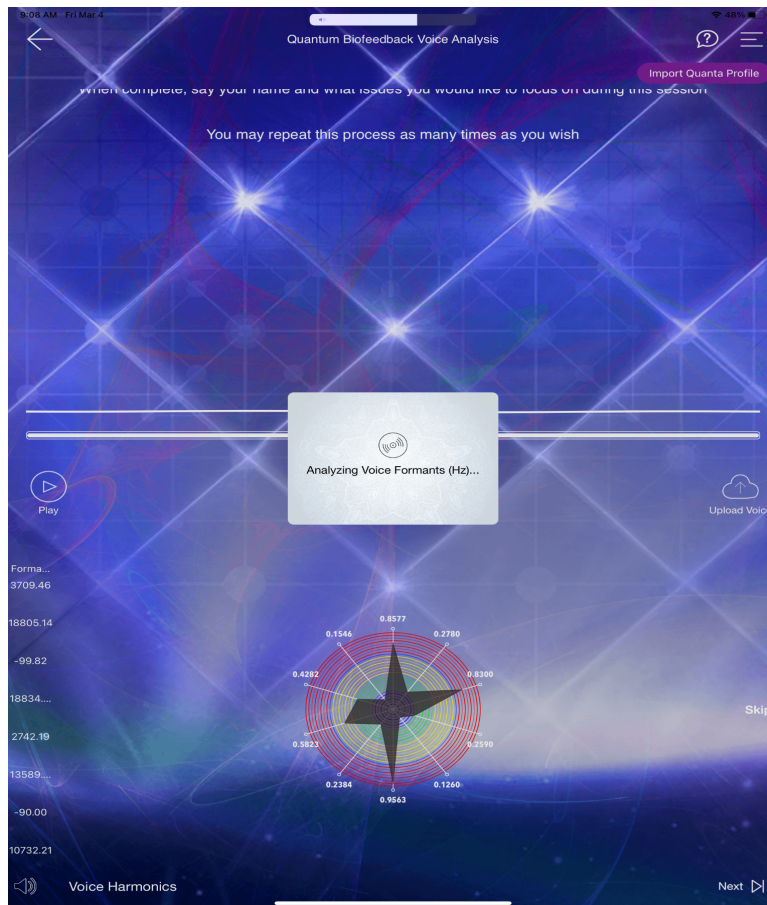 9:08 AM Fri Mar 4
48%
Quantum Biofeedback Voice Analysis
Import Quanta Profile
When complete, say your name and what issues you would like to focus on during this session
You may repeat this process as many times as you wish
Analyzing Voice Formants (Hz)...
Play
Upload Voic
Forma...
3709.46
18805.14
-99.82
18834....
2742.19
13589....
-90.00
10732.21
0.8577
0.1546
0.2780
0.4282
0.8300
0.5823
0.2590
0.2384
0.1260
0.9563
Skip
Voice Harmonics
Next